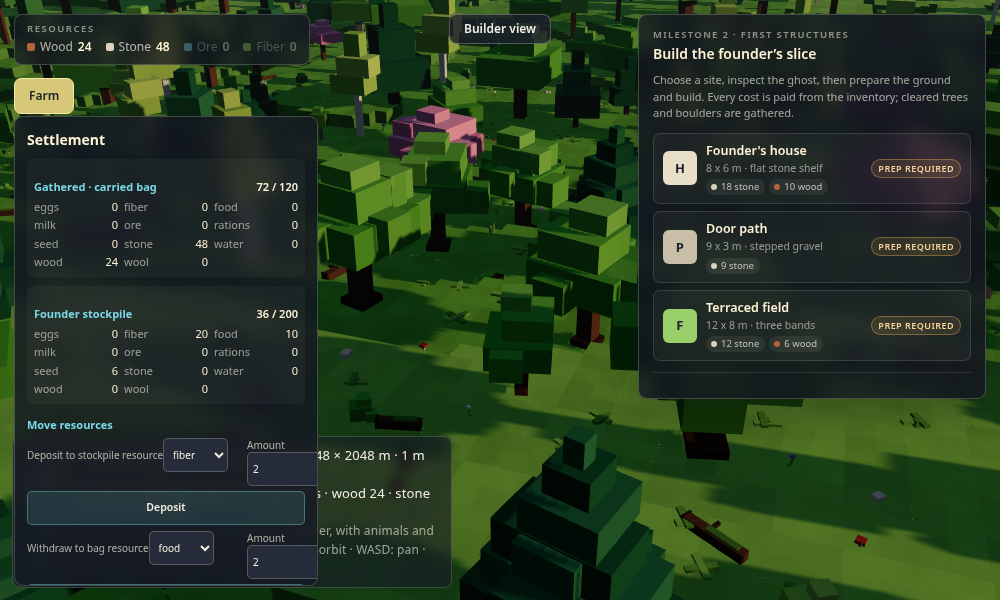 RESOURCES
Wood 24 Stone 48 Ore 0 Fiber 0
Builder view
Farm
Settlement
Gathered · carried bag 72 / 120
eggs 0 fiber 0 food 0
milk 0 ore 0 rations 0
seed 0 stone 48 water 0
wood 24 wool 0
Founder stockpile 36 / 200
eggs 0 fiber 20 food 10
milk 0 ore 0 rations 0
seed 6 stone 0 water 0
wood 0 wool 0
Move resources
Deposit to stockpile resource fiber Amount 2
Deposit
Withdraw to bag resource food Amount 2
48 × 2048 m · 1 m
s · wood 24 · stone
er, with animals and
orbit · WASD: pan ·
MILESTONE 2 · FIRST STRUCTURES
Build the founder's slice
Choose a site, inspect the ghost, then prepare the ground
and build. Every cost is paid from the inventory; cleared trees
and boulders are gathered.
H Founder's house
8 x 6 m · flat stone shelf
18 stone 10 wood
PREP REQUIRED
P Door path
9 x 3 m · stepped gravel
9 stone
PREP REQUIRED
F Terraced field
12 x 8 m · three bands
12 stone 6 wood
PREP REQUIRED